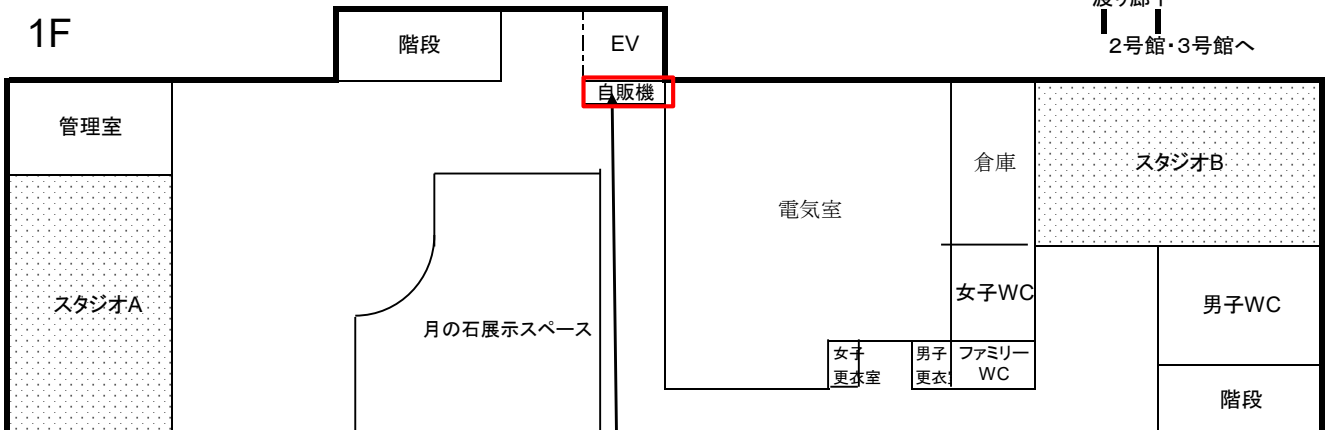 1F
階段
EV
2号館・3号館へ
自販機
管理室
倉庫
スタジオB
電気室
スタジオA
女子WC
男子WC
月の石展示スペース
女子
更衣室
男子
更衣
ファミリー
WC
階段